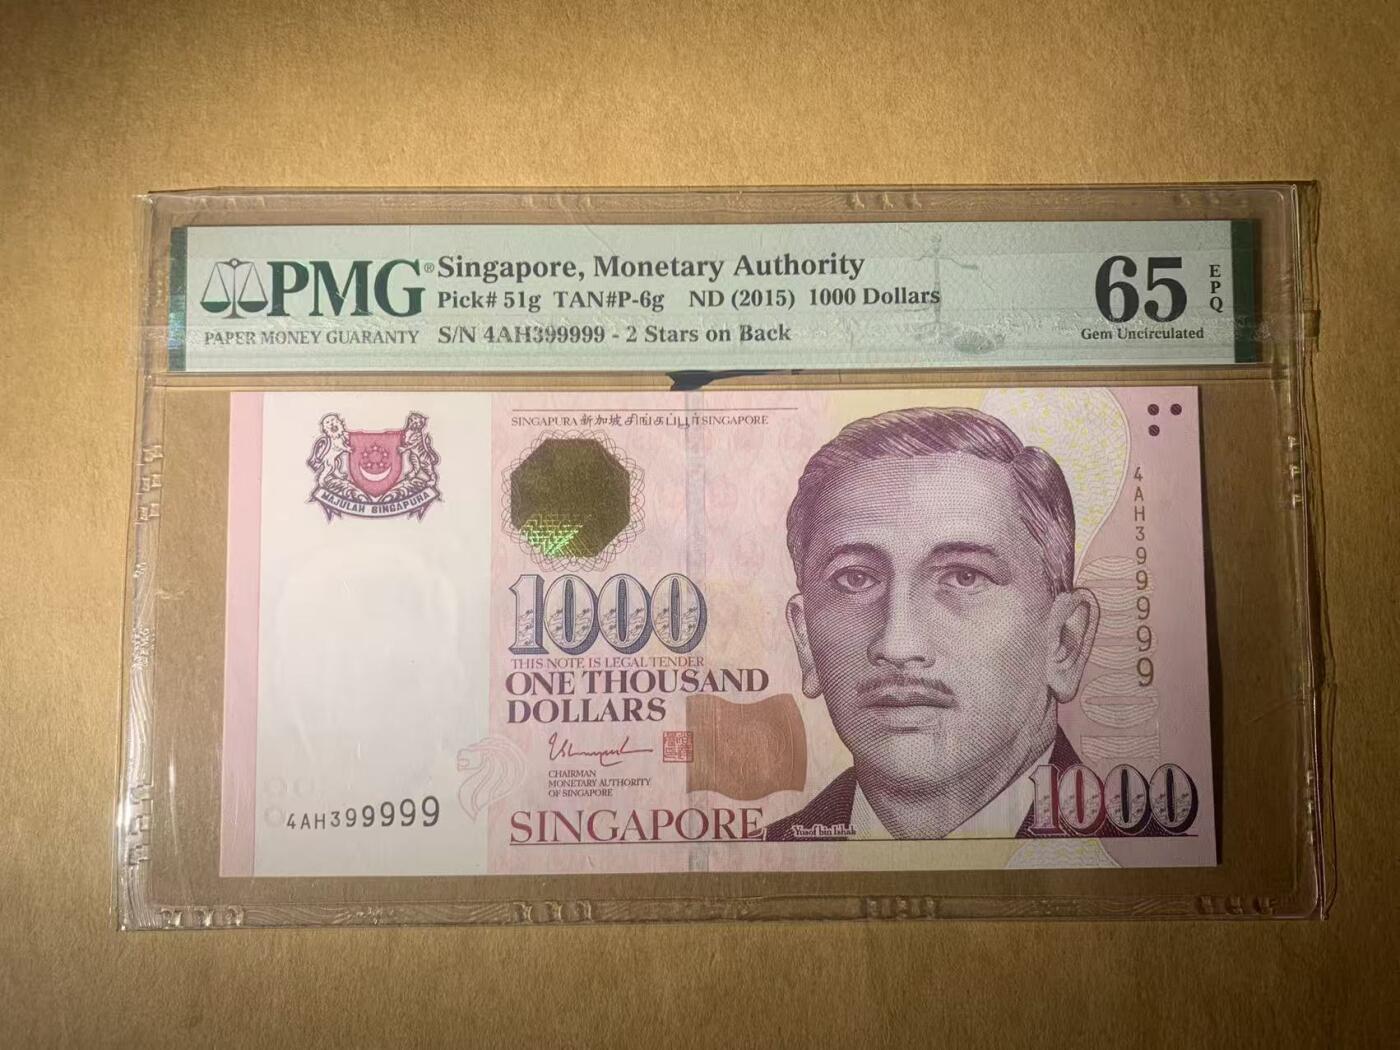 PMG®
PAPER MONEY GUARANTY
Singapore, Monetary Authority
Pick# 51g TAN#P-6g ND (2015) 1000 Dollars
S/N 4AH399999 - 2 Stars on Back
65
EPQ
Gem Uncirculated
MAJULAH SINGAPURA
SINGAPURA 新加坡 சிங்கப்பூர் SINGAPORE
1000
THIS NOTE IS LEGAL TENDER
ONE THOUSAND
DOLLARS
CHAIRMAN
MONETARY AUTHORITY
OF SINGAPORE
SINGAPORE
4AH399999
4AH399999
Yusof bin Ishak
1000